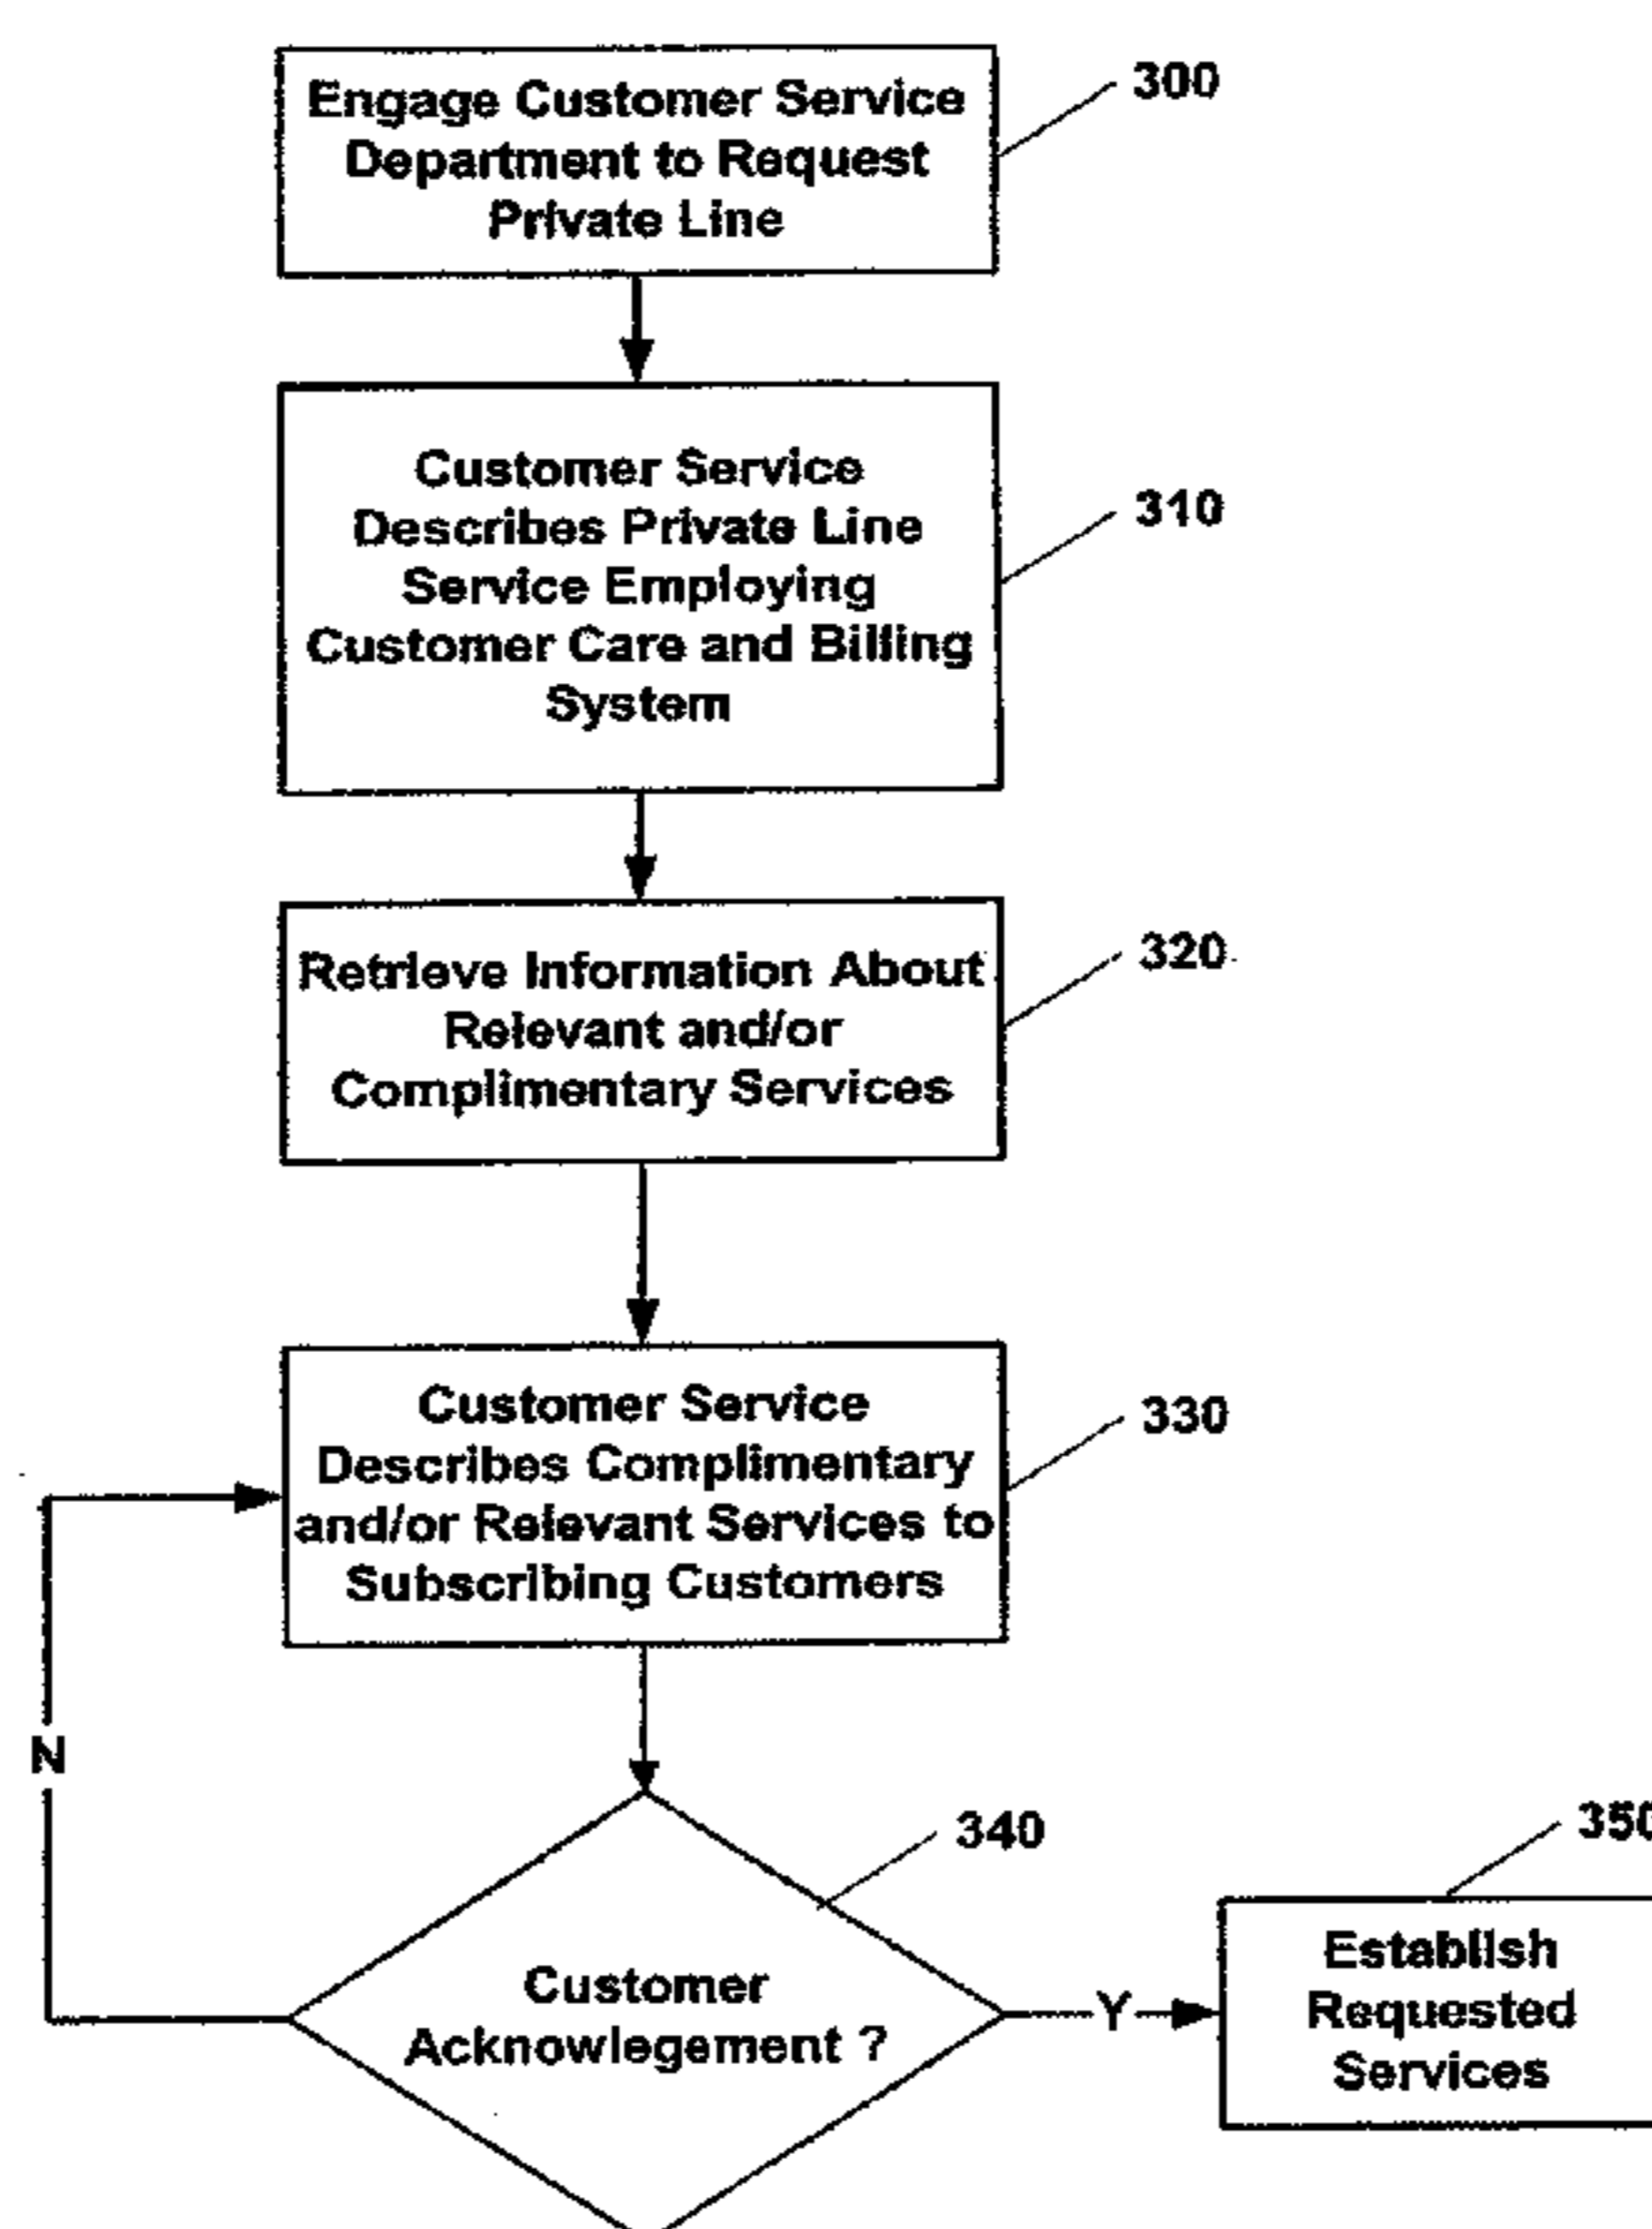 Engage Customer Service
Department to Request
Private Line
300
Customer Service
Describes Private Line
Service Employing
Customer Care and Billing
System
310
Retrieve Information About
Relevant and/or
Complimentary Services
320
Customer Service
Describes Complimentary
and/or Relevant Services to
Subscribing Customers
330
N
340
Customer
Acknowlegement ?
Y
350
Establish
Requested
Services